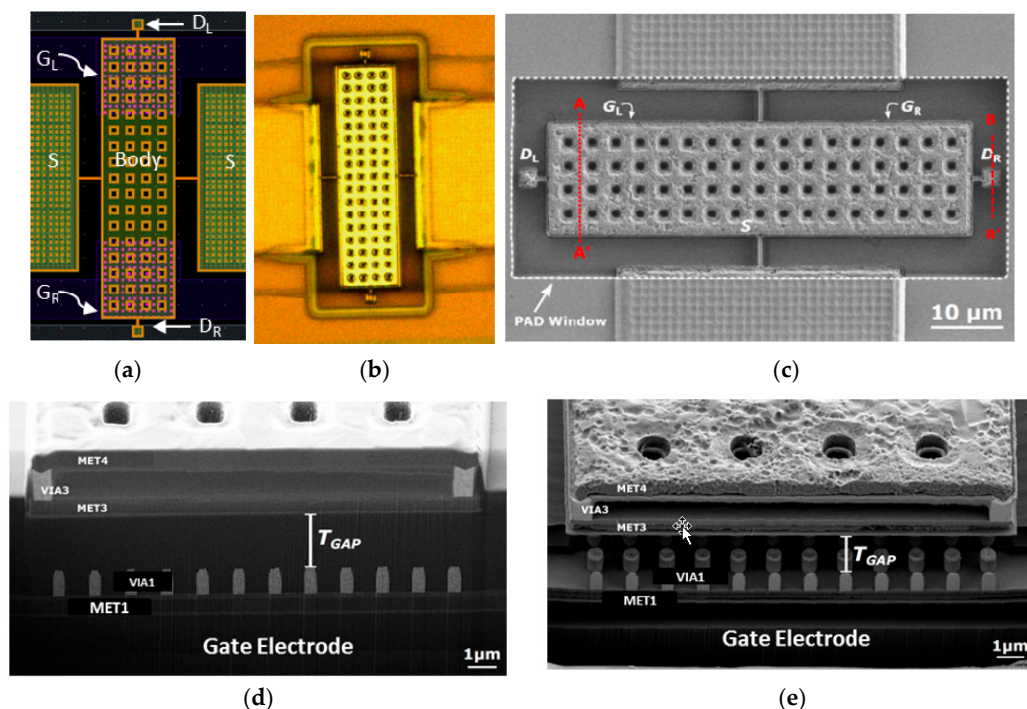 D_L
G_L
S
Body
S
G_R
D_R
(a)
(b)
A
G_L
G_R
B
D_L
D_R
S
A'
B'
PAD Window
10 µm
(c)
MET4
VIA3
MET3
T_GAP
VIA1
MET1
Gate Electrode
1µm
(d)
MET4
VIA3
MET3
T_GAP
VIA1
MET1
Gate Electrode
1µm
(e)